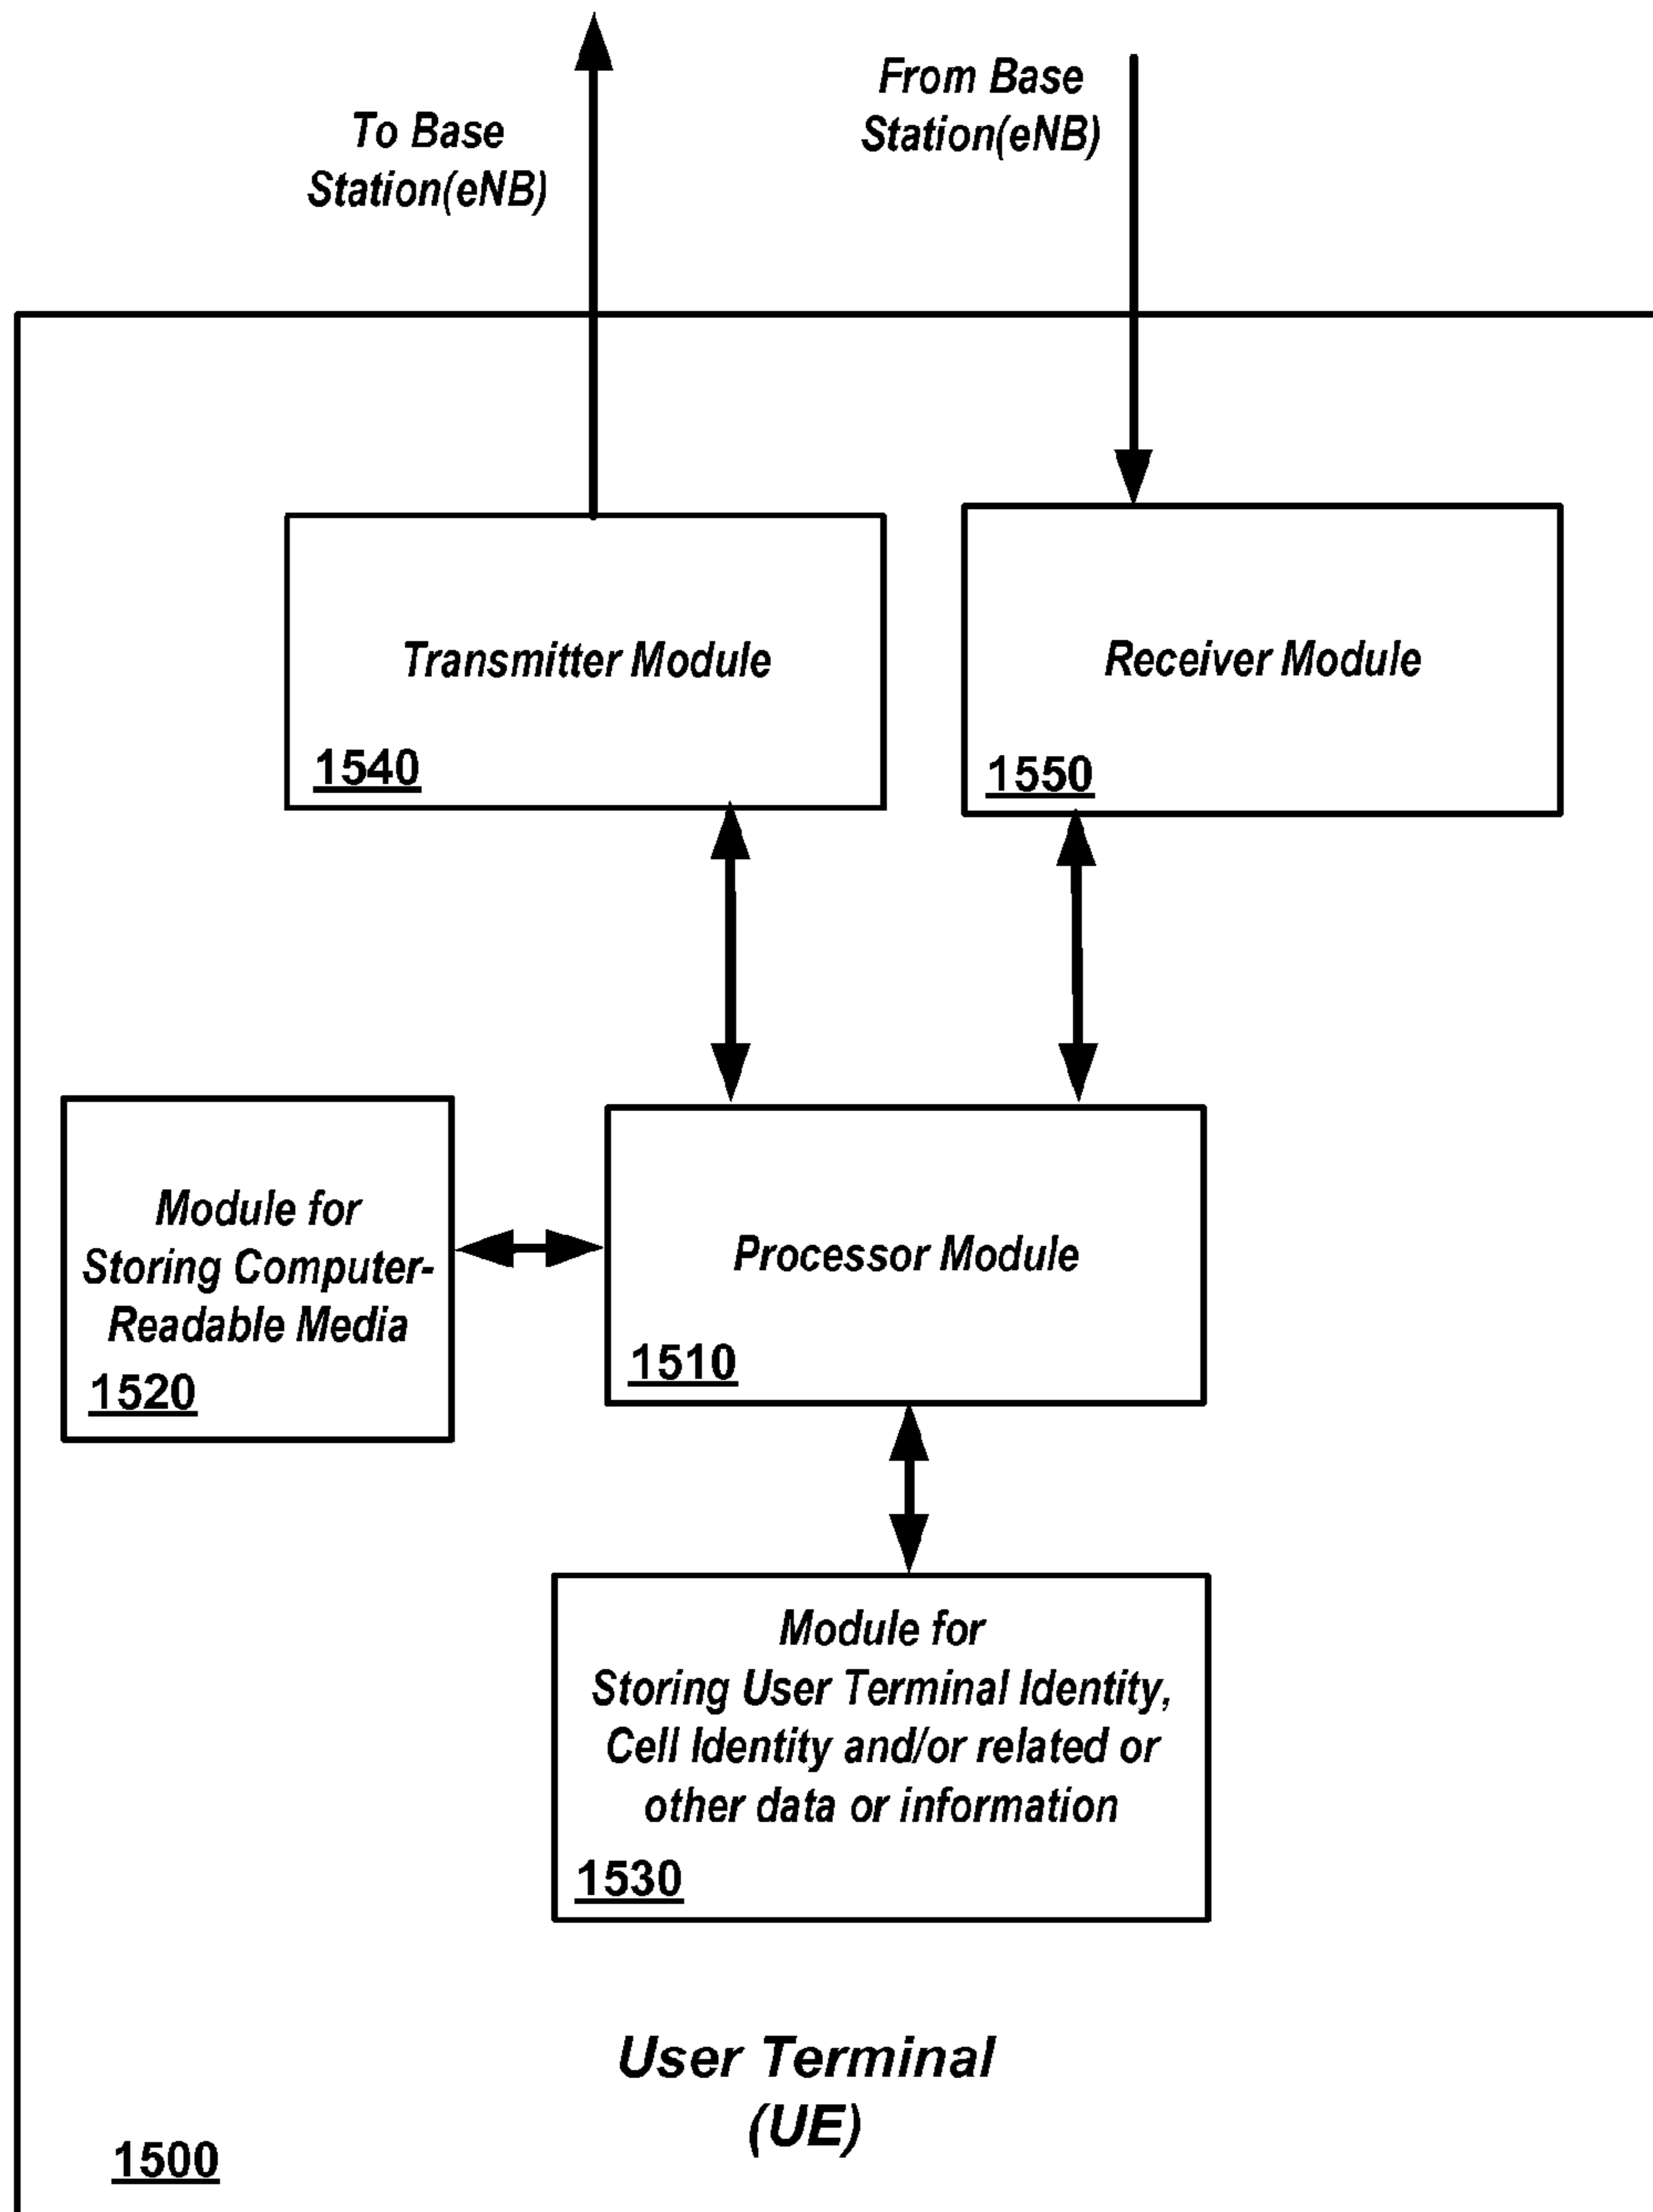 To Base
Station(eNB)
From Base
Station(eNB)
Transmitter Module
1540
Receiver Module
1550
Module for
Storing Computer-
Readable Media
1520
Processor Module
1510
Module for
Storing User Terminal Identity,
Cell Identity and/or related or
other data or information
1530
User Terminal
(UE)
1500